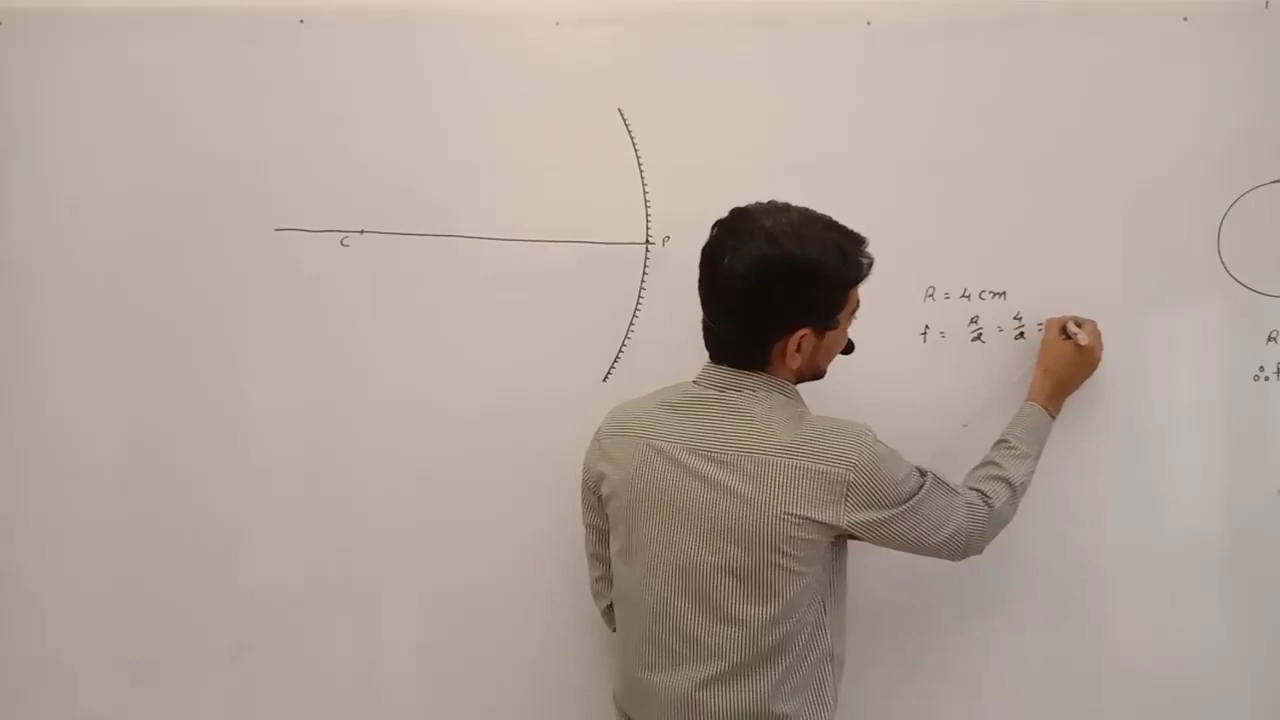 C
P
R = 4 cm
f = R/2 = 4/2 =
R
∴ f